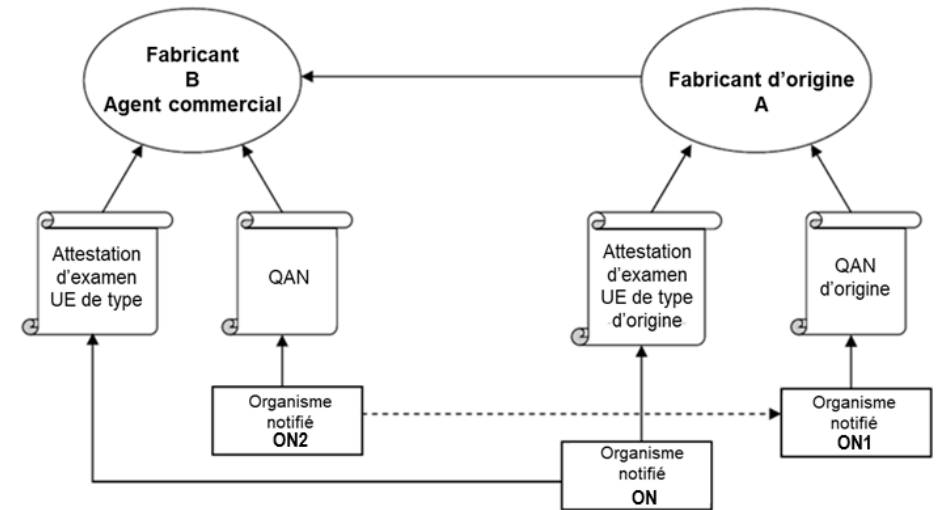 Fabricant
B
Agent commercial
Fabricant d'origine
A
Attestation
d'examen
UE de type
QAN
Attestation
d'examen
UE de type
d'origine
QAN
d'origine
Organisme
notifié
ON2
Organisme
notifié
ON
Organisme
notifié
ON1